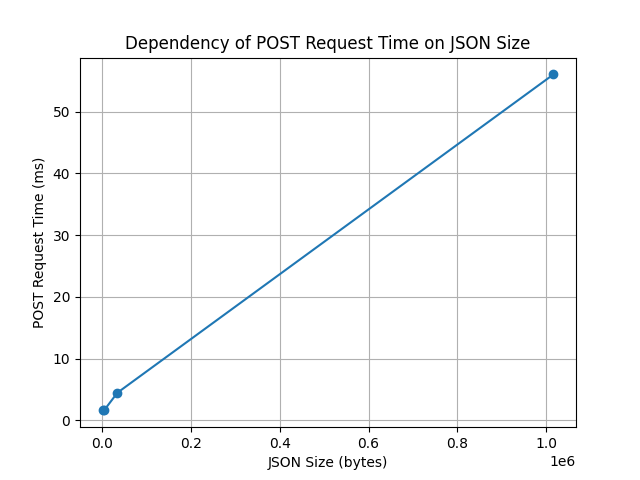 Dependency of POST Request Time on JSON Size
POST Request Time (ms)
50
40
30
20
10
0
0.0 0.2 0.4 0.6 0.8 1.0
1e6
JSON Size (bytes)